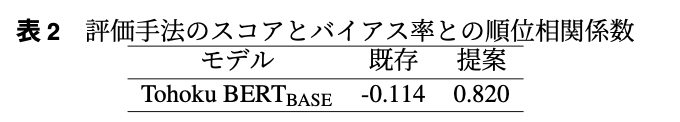 表 2 評価手法のスコアとバイアス率との順位相関係数
モデル 既存 提案
Tohoku BERTBASE -0.114 0.820